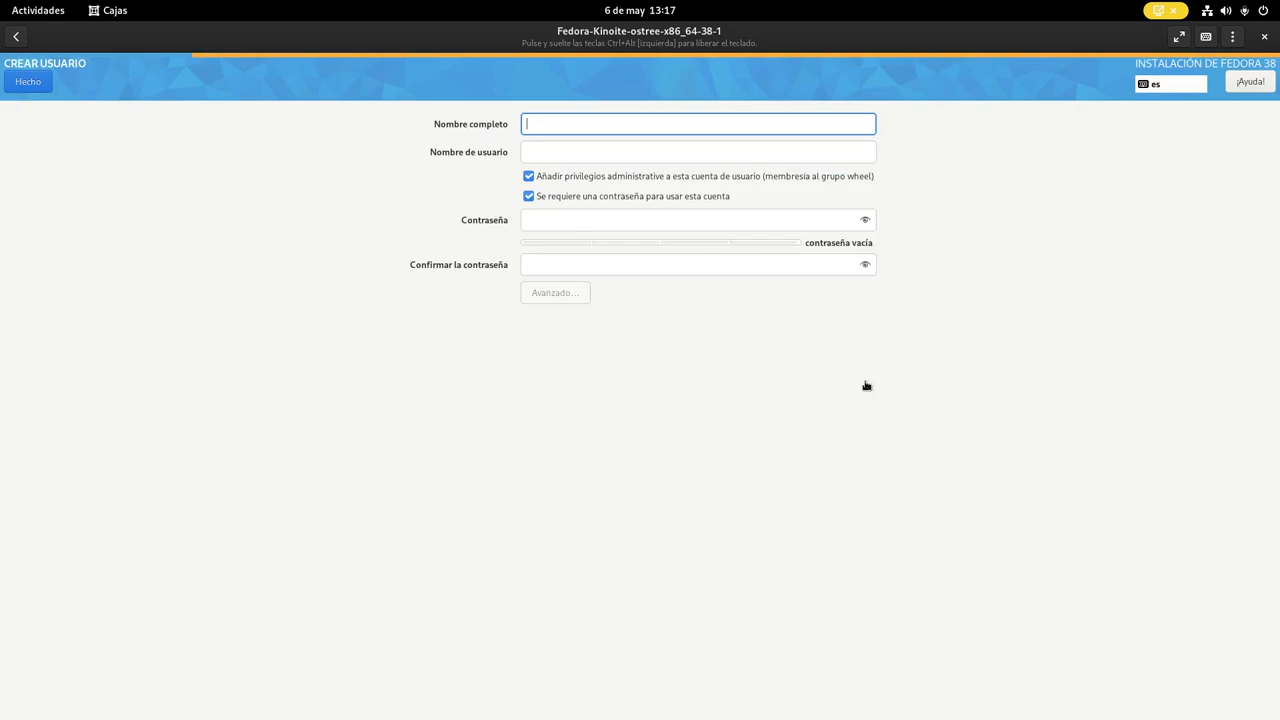 Actividades
Cajas
6 de may 13:17
Fedora-Kinoite-ostree-x86_64-38-1
Pulse y suelte las teclas Ctrl+Alt [izquierda] para liberar el teclado.
CREAR USUARIO
INSTALACIÓN DE FEDORA 38
Hecho
es
¡Ayuda!
Nombre completo
Nombre de usuario
Añadir privilegios administrative a esta cuenta de usuario (membresía al grupo wheel)
Se requiere una contraseña para usar esta cuenta
Contraseña
contraseña vacía
Confirmar la contraseña
Avanzado...